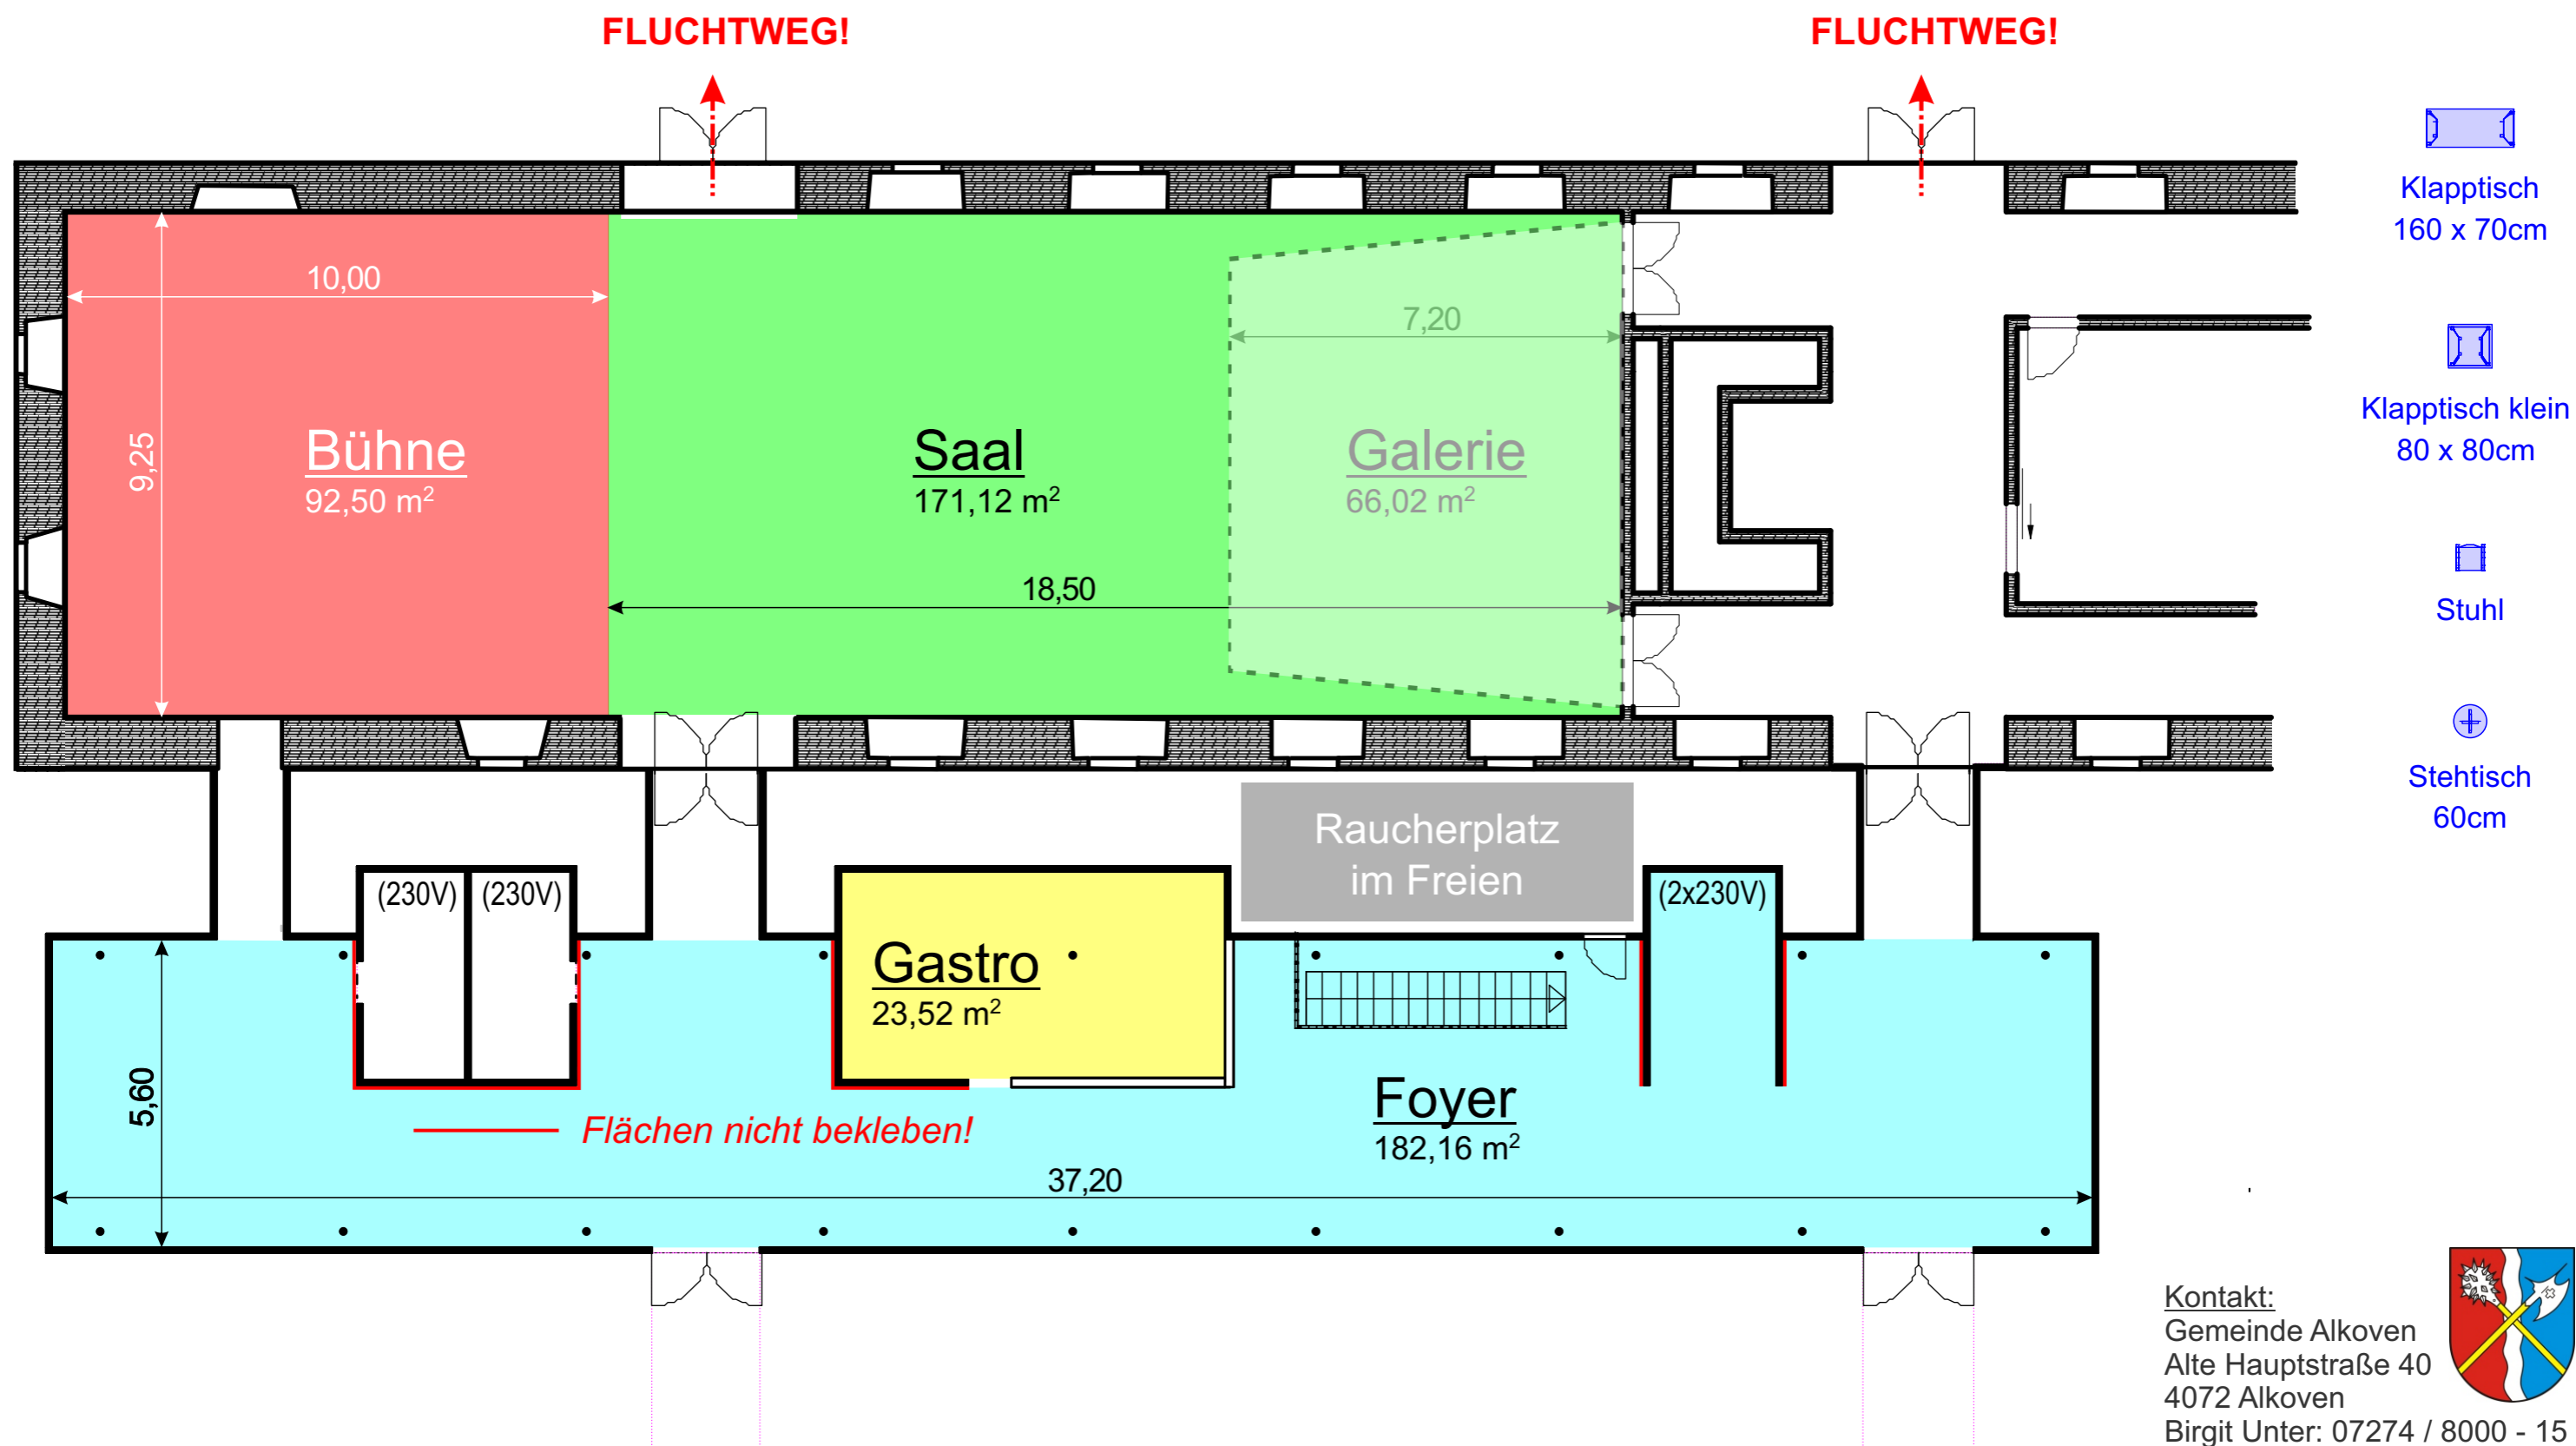 FLUCHTWEG!
FLUCHTWEG!
Klapptisch
160 x 70cm
Klapptisch klein
80 x 80cm
Stuhl
Stehtisch
60cm
10,00
9,25
Bühne
92,50 m²
Saal
171,12 m²
18,50
7,20
Galerie
66,02 m²
Raucherplatz
im Freien
(230V)
(230V)
(2x230V)
Gastro
23,52 m²
5,60
Flächen nicht bekleben!
Foyer
182,16 m²
37,20
Kontakt:
Gemeinde Alkoven
Alte Hauptstraße 40
4072 Alkoven
Birgit Unter: 07274 / 8000 - 15